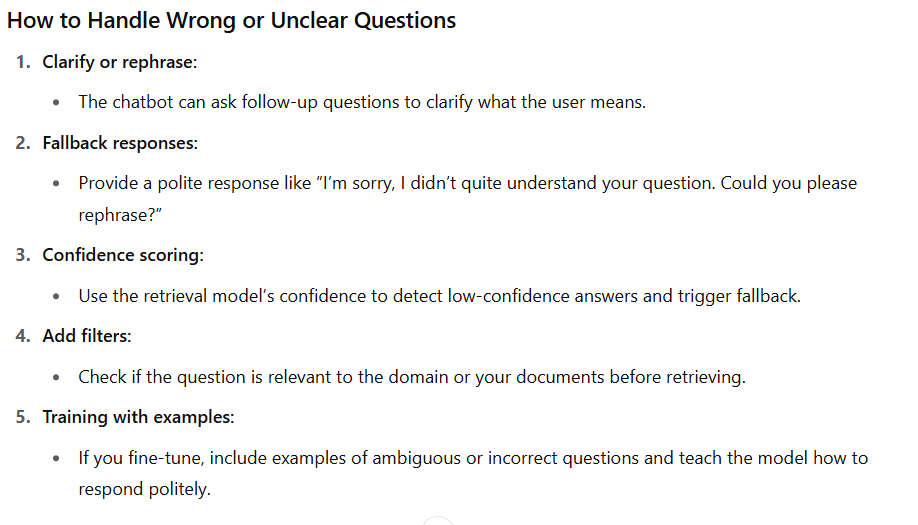 How to Handle Wrong or Unclear Questions
1. Clarify or rephrase:
• The chatbot can ask follow-up questions to clarify what the user means.
2. Fallback responses:
• Provide a polite response like “I’m sorry, I didn’t quite understand your question. Could you please
rephrase?”
3. Confidence scoring:
• Use the retrieval model’s confidence to detect low-confidence answers and trigger fallback.
4. Add filters:
• Check if the question is relevant to the domain or your documents before retrieving.
5. Training with examples:
• If you fine-tune, include examples of ambiguous or incorrect questions and teach the model how to
respond politely.